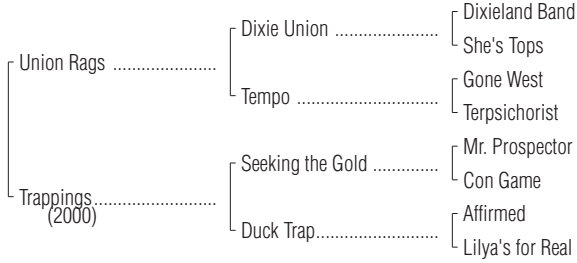 Dixieland Band
Dixie Union ........................
She's Tops
Union Rags ........................
Gone West
Tempo ................................
Terpsichorist
Mr. Prospector
Seeking the Gold ...............
Con Game
Trappings............................
(2000)
Affirmed
Duck Trap............................
Lilya's for Real